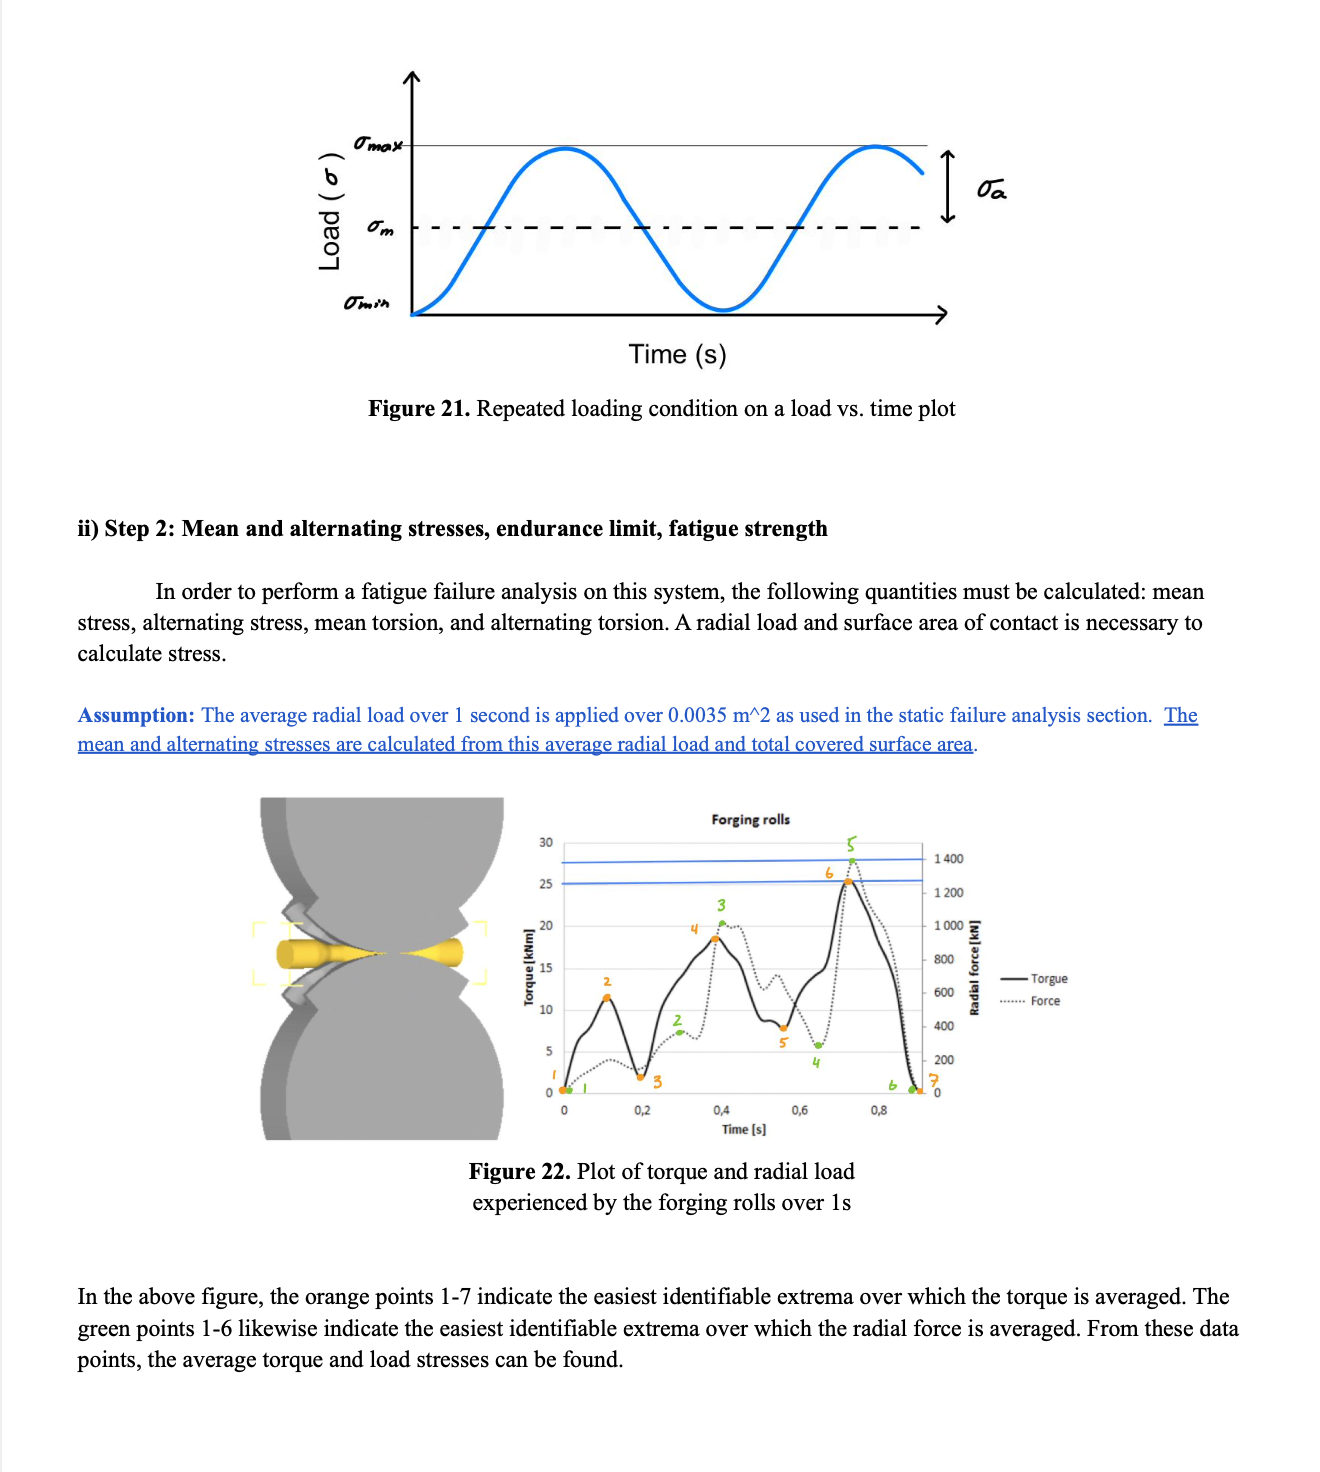 Load ( σ )
σmax
σm
σmin
σa
Time (s)
Figure 21. Repeated loading condition on a load vs. time plot
ii) Step 2: Mean and alternating stresses, endurance limit, fatigue strength
In order to perform a fatigue failure analysis on this system, the following quantities must be calculated: mean
stress, alternating stress, mean torsion, and alternating torsion. A radial load and surface area of contact is necessary to
calculate stress.
Assumption: The average radial load over 1 second is applied over 0.0035 m^2 as used in the static failure analysis section. The
mean and alternating stresses are calculated from this average radial load and total covered surface area.
Forging rolls
30
25
20
15
10
5
0
Torque[kNm]
1 400
1 200
1 000
800
600
400
200
0
Radial force[kN]
0 0,2 0,4 0,6 0,8
Time [s]
1 2 3 4 5 6 7
1 2 3 4 5 6
Torgue
Force
Figure 22. Plot of torque and radial load
experienced by the forging rolls over 1s
In the above figure, the orange points 1-7 indicate the easiest identifiable extrema over which the torque is averaged. The
green points 1-6 likewise indicate the easiest identifiable extrema over which the radial force is averaged. From these data
points, the average torque and load stresses can be found.